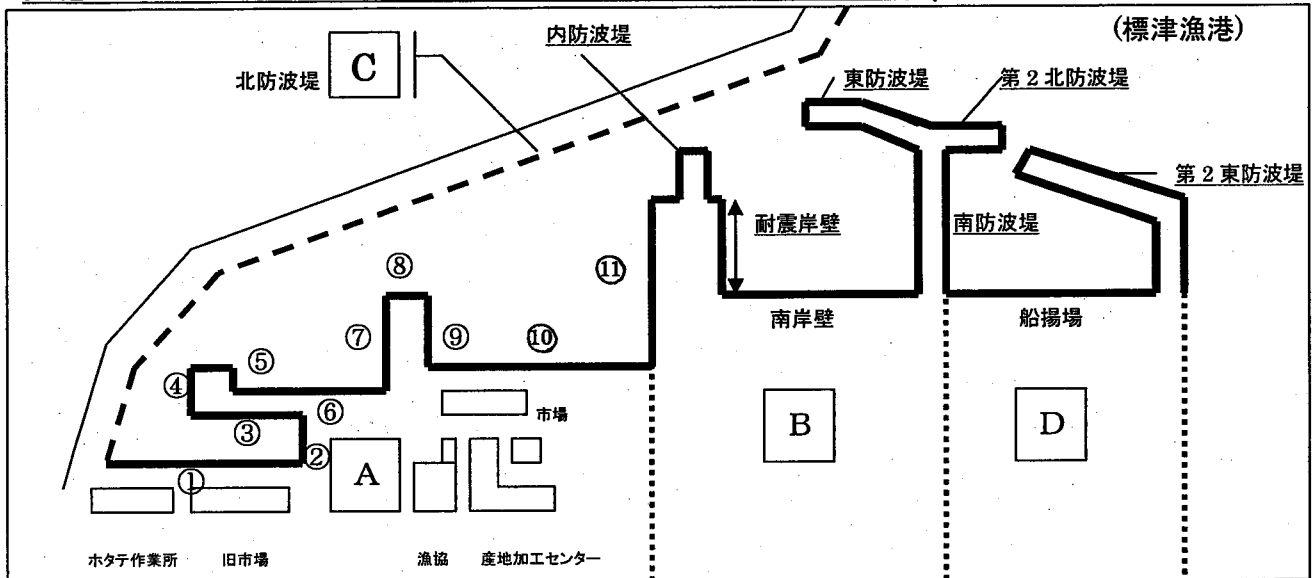 (標津漁港)
内防波堤
C
北防波堤
東防波堤
第2北防波堤
第2東防波堤
耐震岸壁
南防波堤
⑧
⑪
南岸壁
船揚場
⑦
⑨
⑩
⑤
④
⑥
市場
③
B
D
②
A
①
ホタテ作業所
旧市場
漁協
産地加工センター